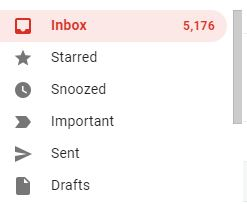 Inbox 5,176
Starred
Snoozed
Important
Sent
Drafts